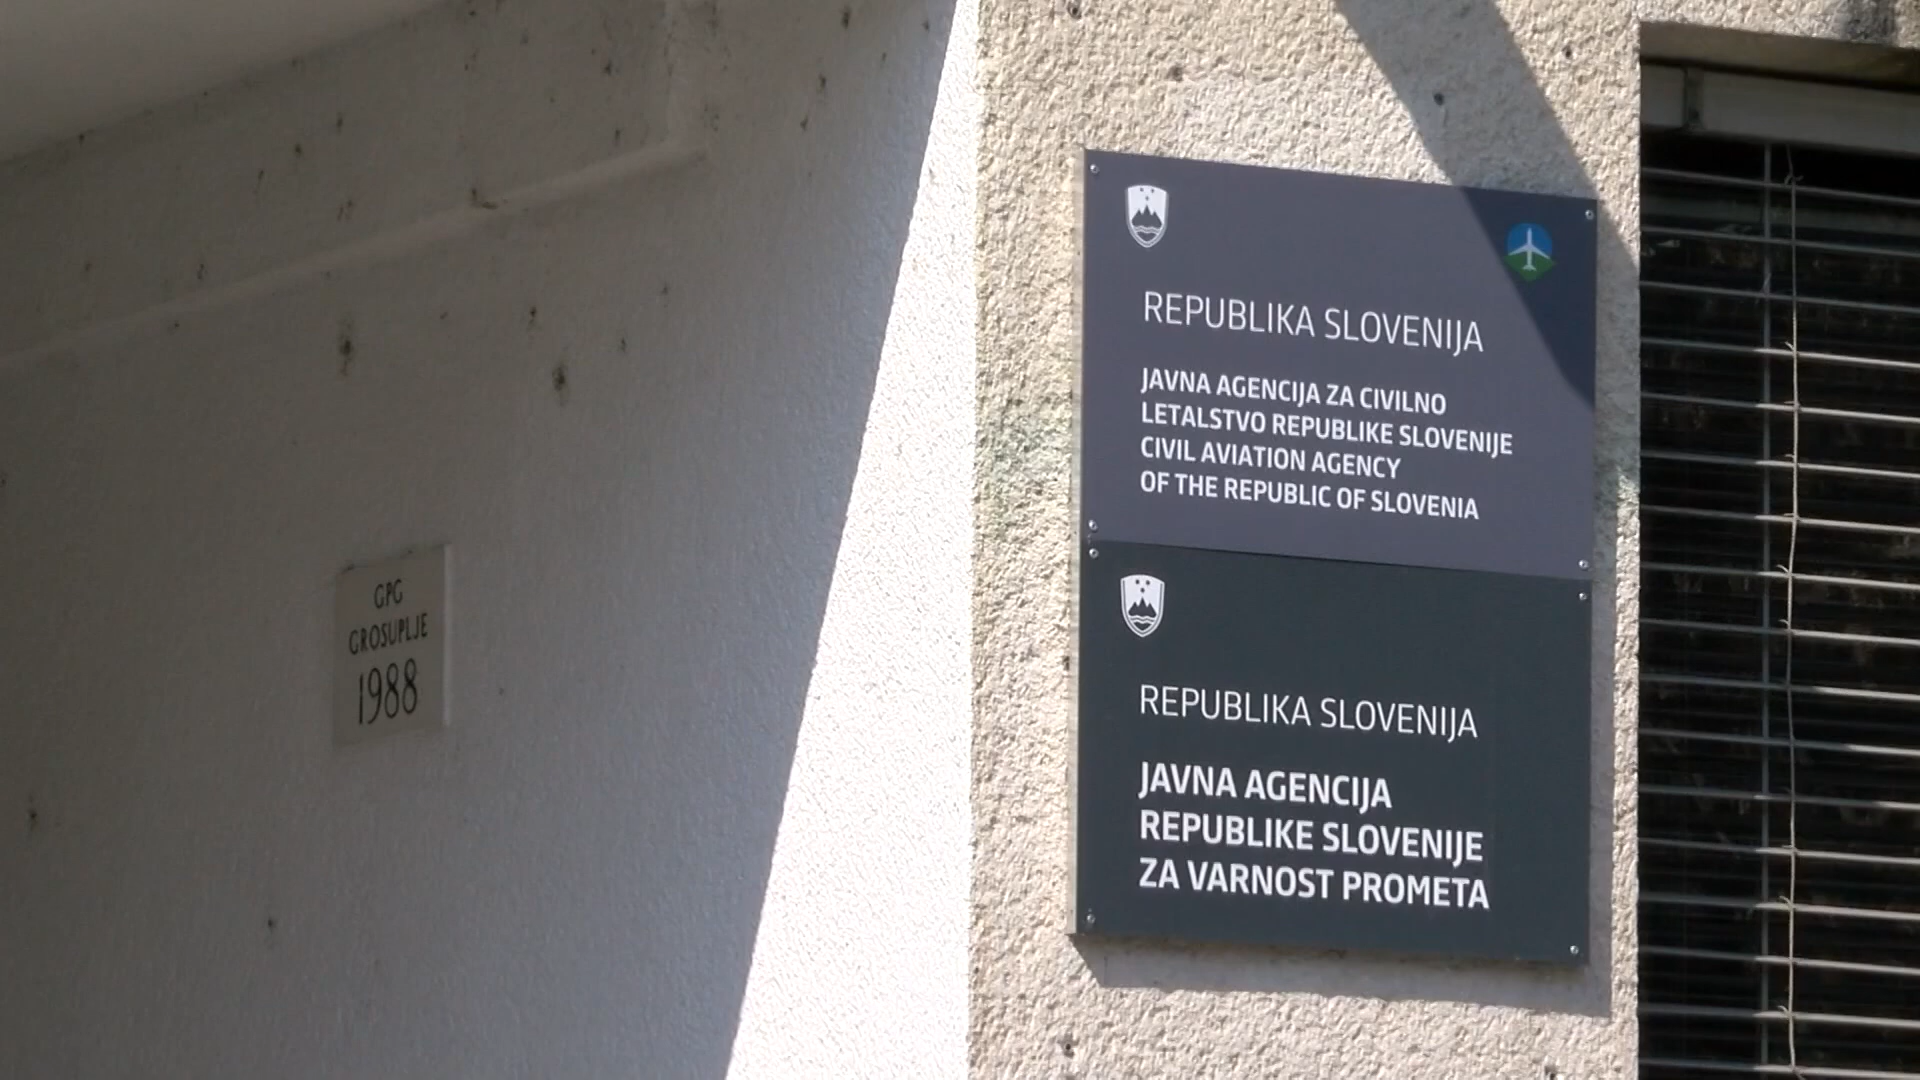 GPG
GROSUPLJE
1988
REPUBLIKA SLOVENIJA
JAVNA AGENCIJA ZA CIVILNO
LETALSTVO REPUBLIKE SLOVENIJE
CIVIL AVIATION AGENCY
OF THE REPUBLIC OF SLOVENIA
REPUBLIKA SLOVENIJA
JAVNA AGENCIJA
REPUBLIKE SLOVENIJE
ZA VARNOST PROMETA